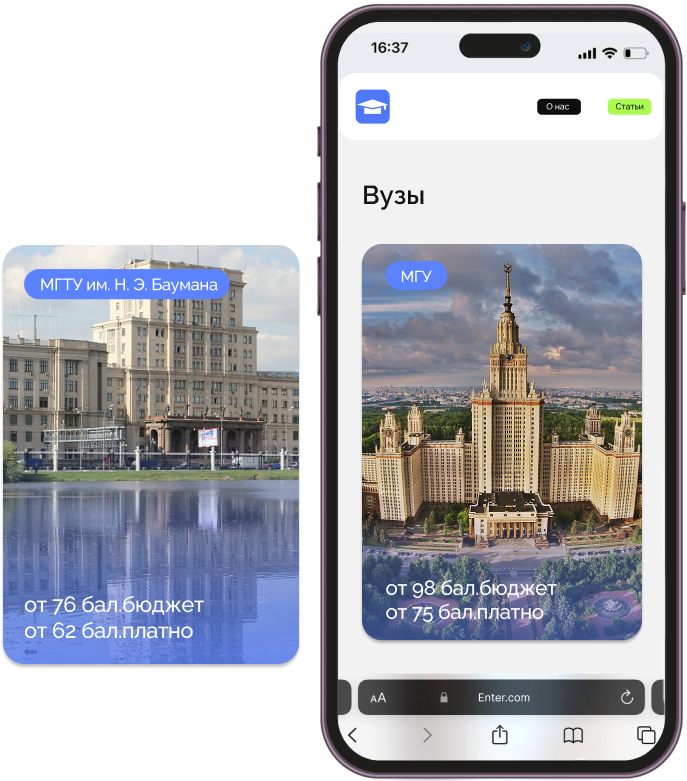 16:37
О нас
Статьи
Вузы
МГТУ им. Н. Э. Баумана
от 76 бал.бюджет
от 62 бал.платно
МГУ
от 98 бал.бюджет
от 75 бал.платно
AA
Enter.com